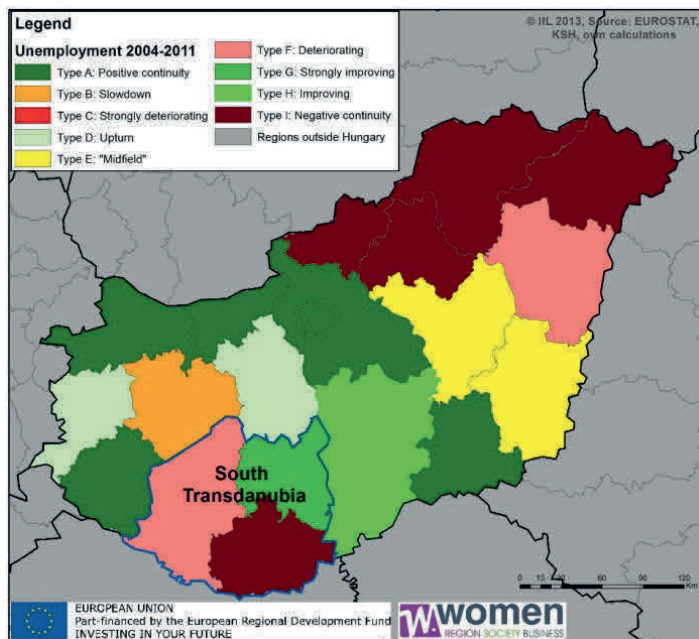 Legend
© IIL 2013, Source: EUROSTAT,
KSH, own calculations
Unemployment 2004-2011
Type A: Positive continuity
Type B: Slowdown
Type C: Strongly deteriorating
Type D: Upturn
Type E: "Midfield"
Type F: Deteriorating
Type G: Strongly improving
Type H: Improving
Type I: Negative continuity
Regions outside Hungary
South
Transdanubia
0 15 30 60 90 120
Km
EUROPEAN UNION
Part-financed by the European Regional Development Fund
INVESTING IN YOUR FUTURE
W. women
REGION SOCIETY BUSINESS